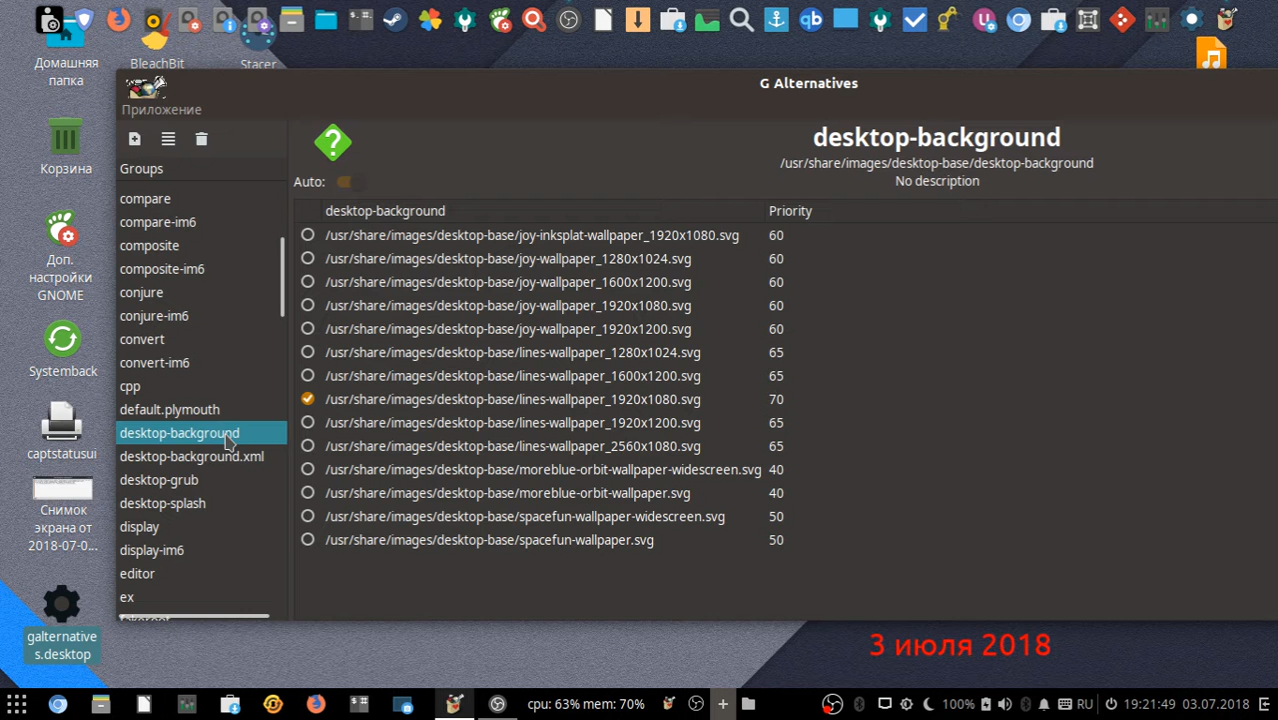 Домашняя
папка
BleachBit
Stacer
G Alternatives
Приложение
Корзина
Groups
compare
compare-im6
composite
composite-im6
conjure
conjure-im6
convert
convert-im6
cpp
default.plymouth
desktop-background
desktop-background.xml
desktop-grub
desktop-splash
display
display-im6
editor
ex
desktop-background
/usr/share/images/desktop-base/desktop-background
No description
Auto:
desktop-background Priority
/usr/share/images/desktop-base/joy-inksplat-wallpaper_1920x1080.svg 60
/usr/share/images/desktop-base/joy-wallpaper_1280x1024.svg 60
/usr/share/images/desktop-base/joy-wallpaper_1600x1200.svg 60
/usr/share/images/desktop-base/joy-wallpaper_1920x1080.svg 60
/usr/share/images/desktop-base/joy-wallpaper_1920x1200.svg 60
/usr/share/images/desktop-base/lines-wallpaper_1280x1024.svg 65
/usr/share/images/desktop-base/lines-wallpaper_1600x1200.svg 65
/usr/share/images/desktop-base/lines-wallpaper_1920x1080.svg 70
/usr/share/images/desktop-base/lines-wallpaper_1920x1200.svg 65
/usr/share/images/desktop-base/lines-wallpaper_2560x1080.svg 65
/usr/share/images/desktop-base/moreblue-orbit-wallpaper-widescreen.svg 40
/usr/share/images/desktop-base/moreblue-orbit-wallpaper.svg 40
/usr/share/images/desktop-base/spacefun-wallpaper-widescreen.svg 50
/usr/share/images/desktop-base/spacefun-wallpaper.svg 50
Доп.
настройки
GNOME
Systemback
captstatusui
Снимок
экрана от
2018-07-0...
galternative
s.desktop
3 июля 2018
cpu: 63% mem: 70%
100%
RU
19:21:49 03.07.2018